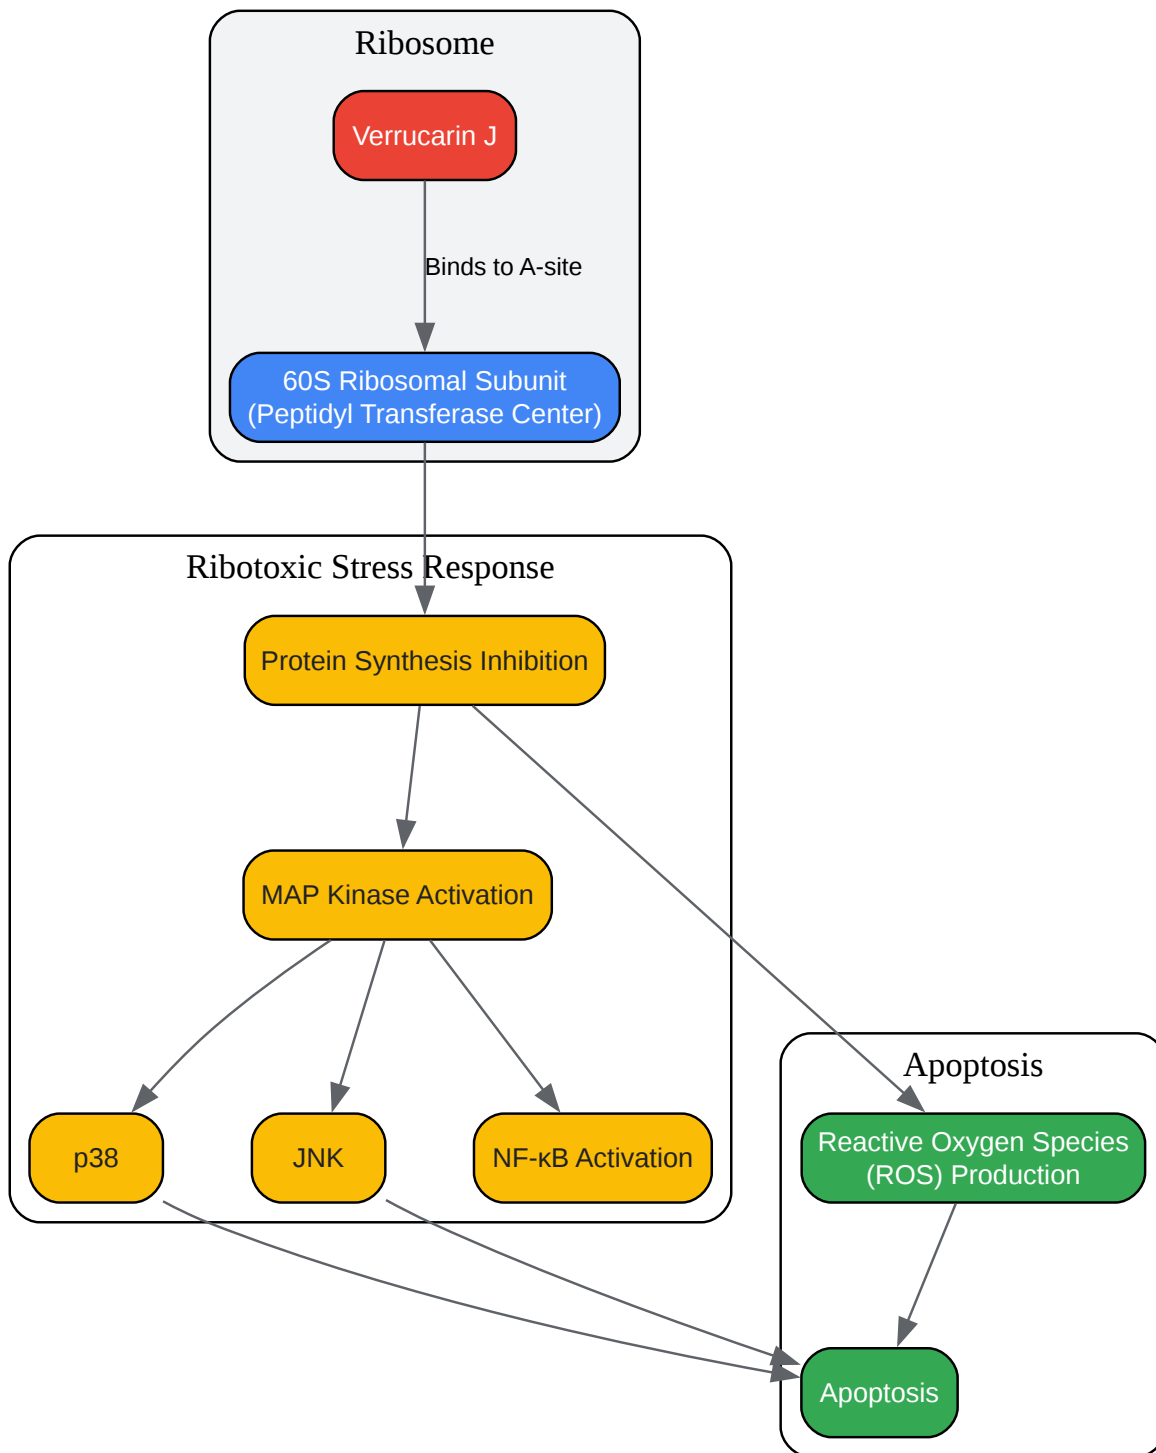 Ribosome
Verrucarin J
Binds to A-site
60S Ribosomal Subunit
(Peptidyl Transferase Center)
Ribotoxic Stress Response
Protein Synthesis Inhibition
MAP Kinase Activation
p38
JNK
NF-κB Activation
Apoptosis
Reactive Oxygen Species
(ROS) Production
Apoptosis